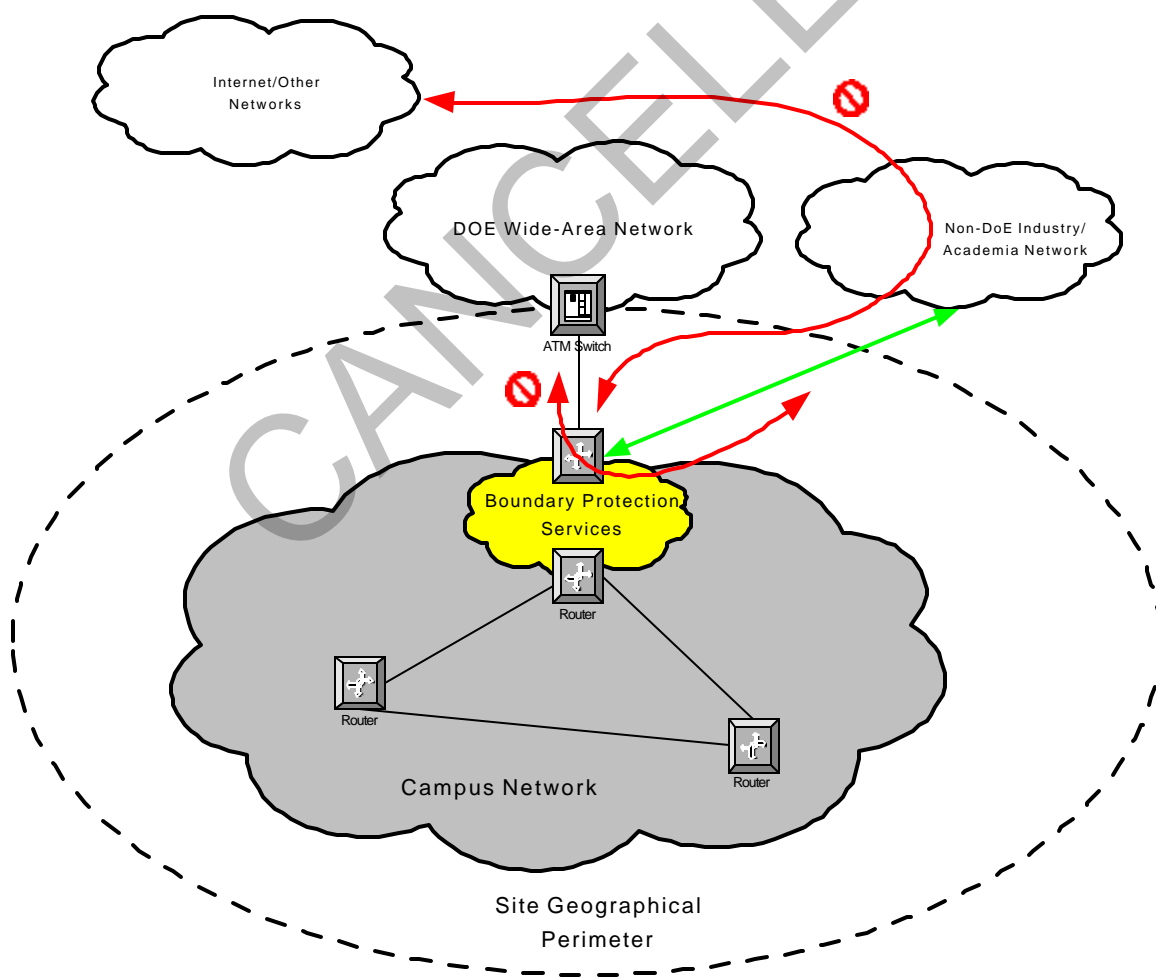 Internet/Other
Networks
DOE Wide-Area Network
Non-DoE Industry/
Academia Network
ATM Switch
Boundary Protection
Services
Router
Router
Router
Campus Network
Site Geographical
Perimeter